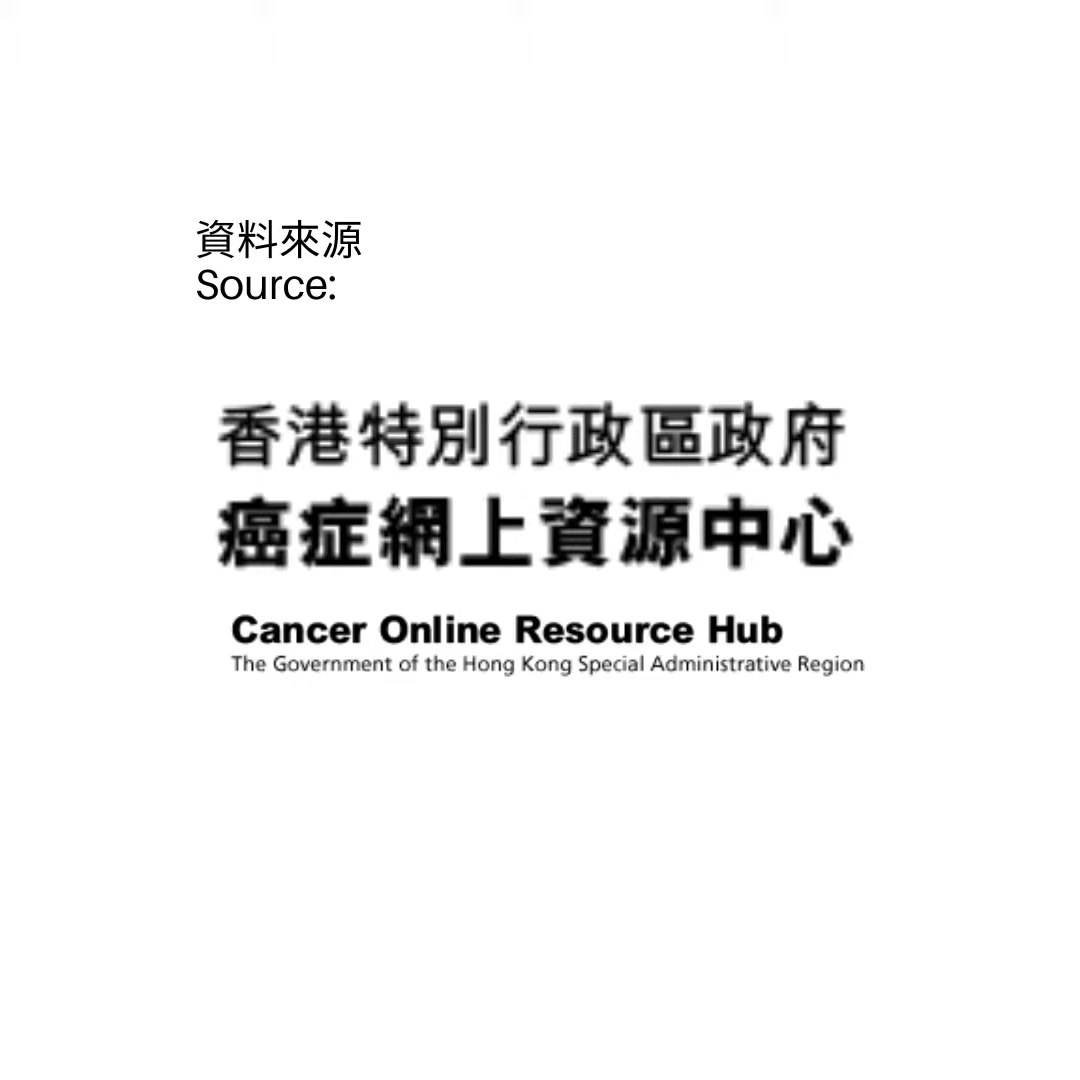 資料來源
Source:
香港特別行政區政府
癌症網上資源中心
Cancer Online Resource Hub
The Government of the Hong Kong Special Administrative Region